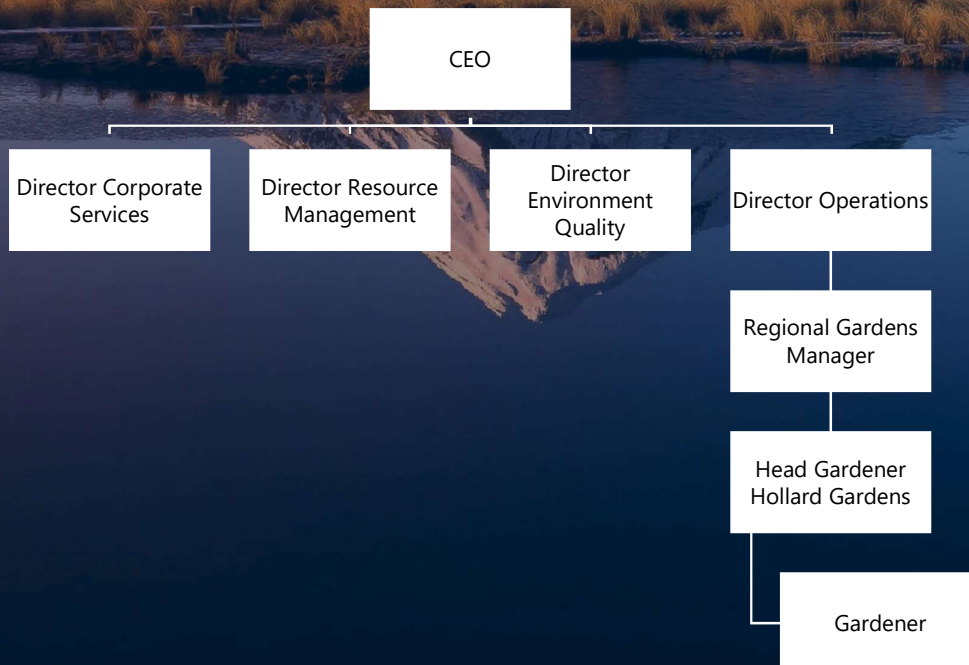 CEO
Director Corporate
Services
Director Resource
Management
Director
Environment
Quality
Director Operations
Regional Gardens
Manager
Head Gardener
Hollard Gardens
Gardener